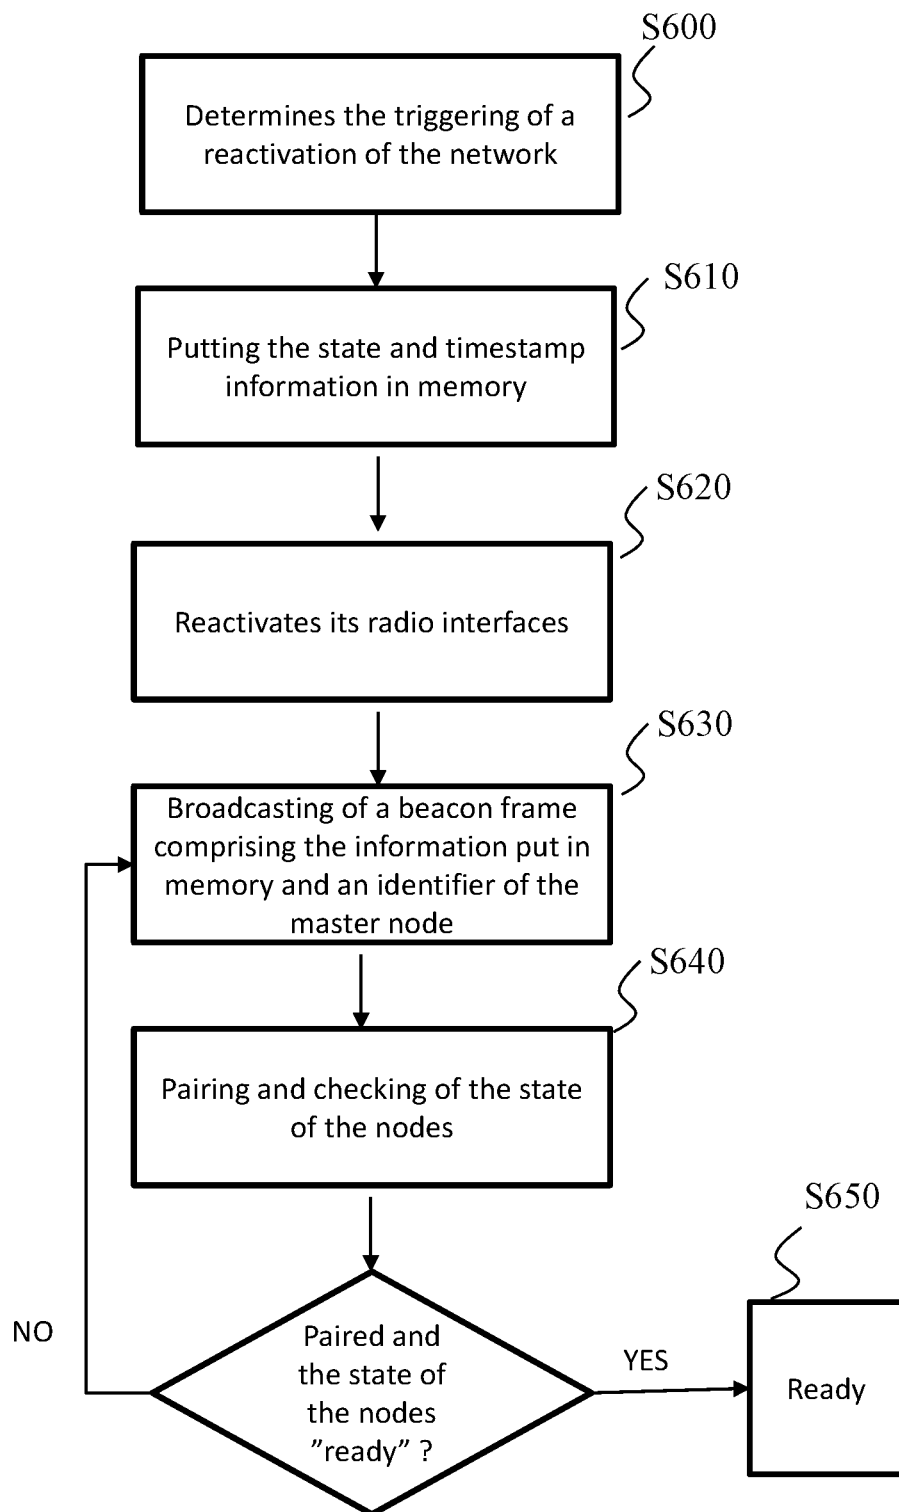 S600
Determines the triggering of a
reactivation of the network
S610
Putting the state and timestamp
information in memory
S620
Reactivates its radio interfaces
S630
Broadcasting of a beacon frame
comprising the information put in
memory and an identifier of the
master node
S640
Pairing and checking of the state
of the nodes
S650
NO
Paired and
the state of
the nodes
”ready” ?
YES
Ready